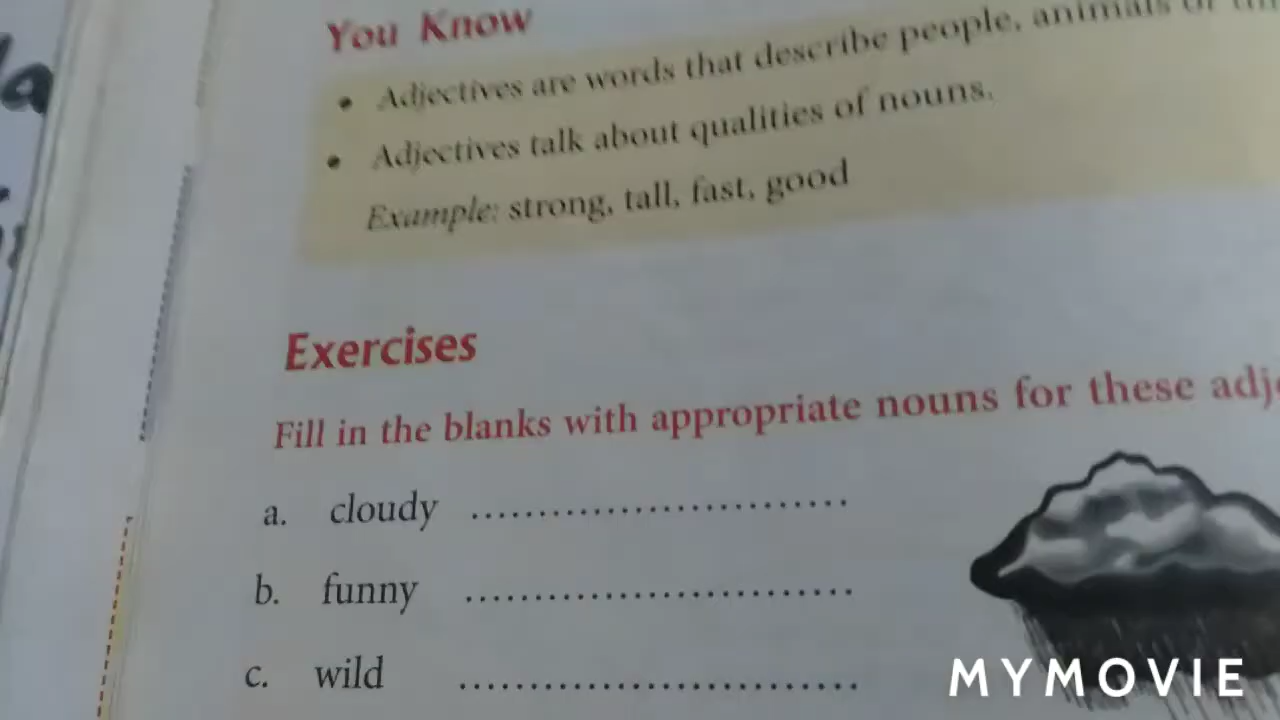 You Know
• Adjectives are words that describe people, animals or
• Adjectives talk about qualities of nouns.
Example: strong, tall, fast, good
Exercises
Fill in the blanks with appropriate nouns for these
a. cloudy ............................
b. funny .............................
c. wild ..............................
MYMOVIE